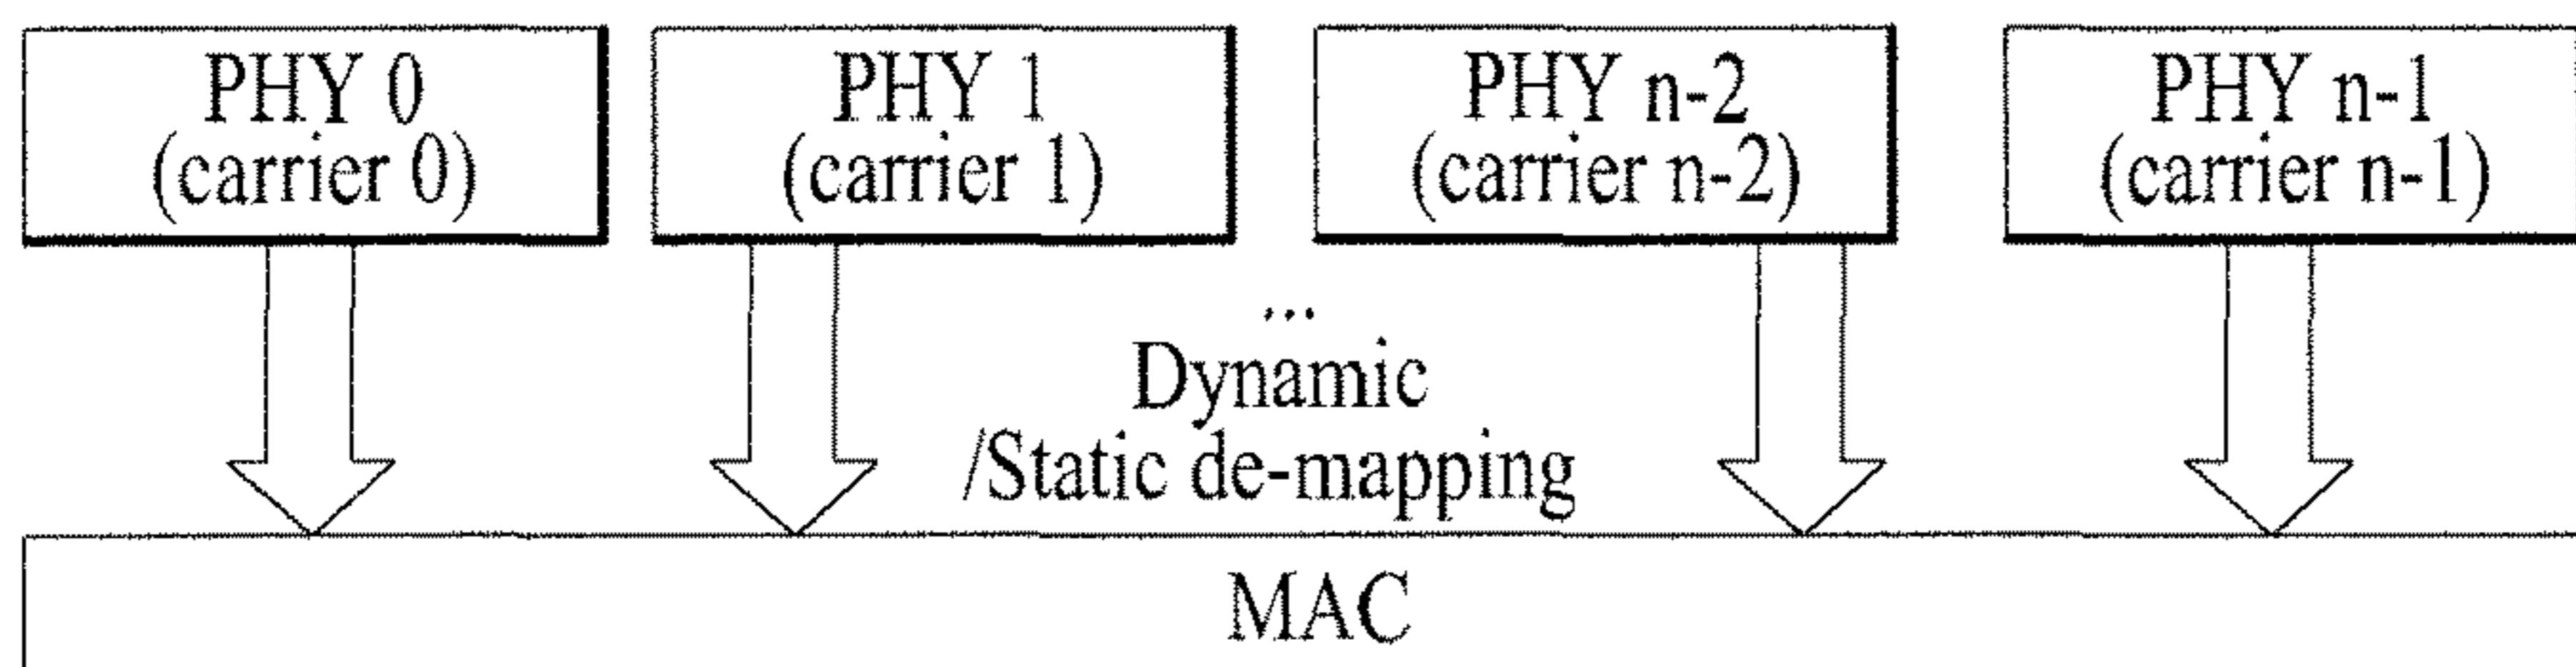 PHY 0
(carrier 0)
PHY 1
(carrier 1)
PHY n-2
(carrier n-2)
PHY n-1
(carrier n-1)
...
Dynamic
/Static de-mapping
MAC